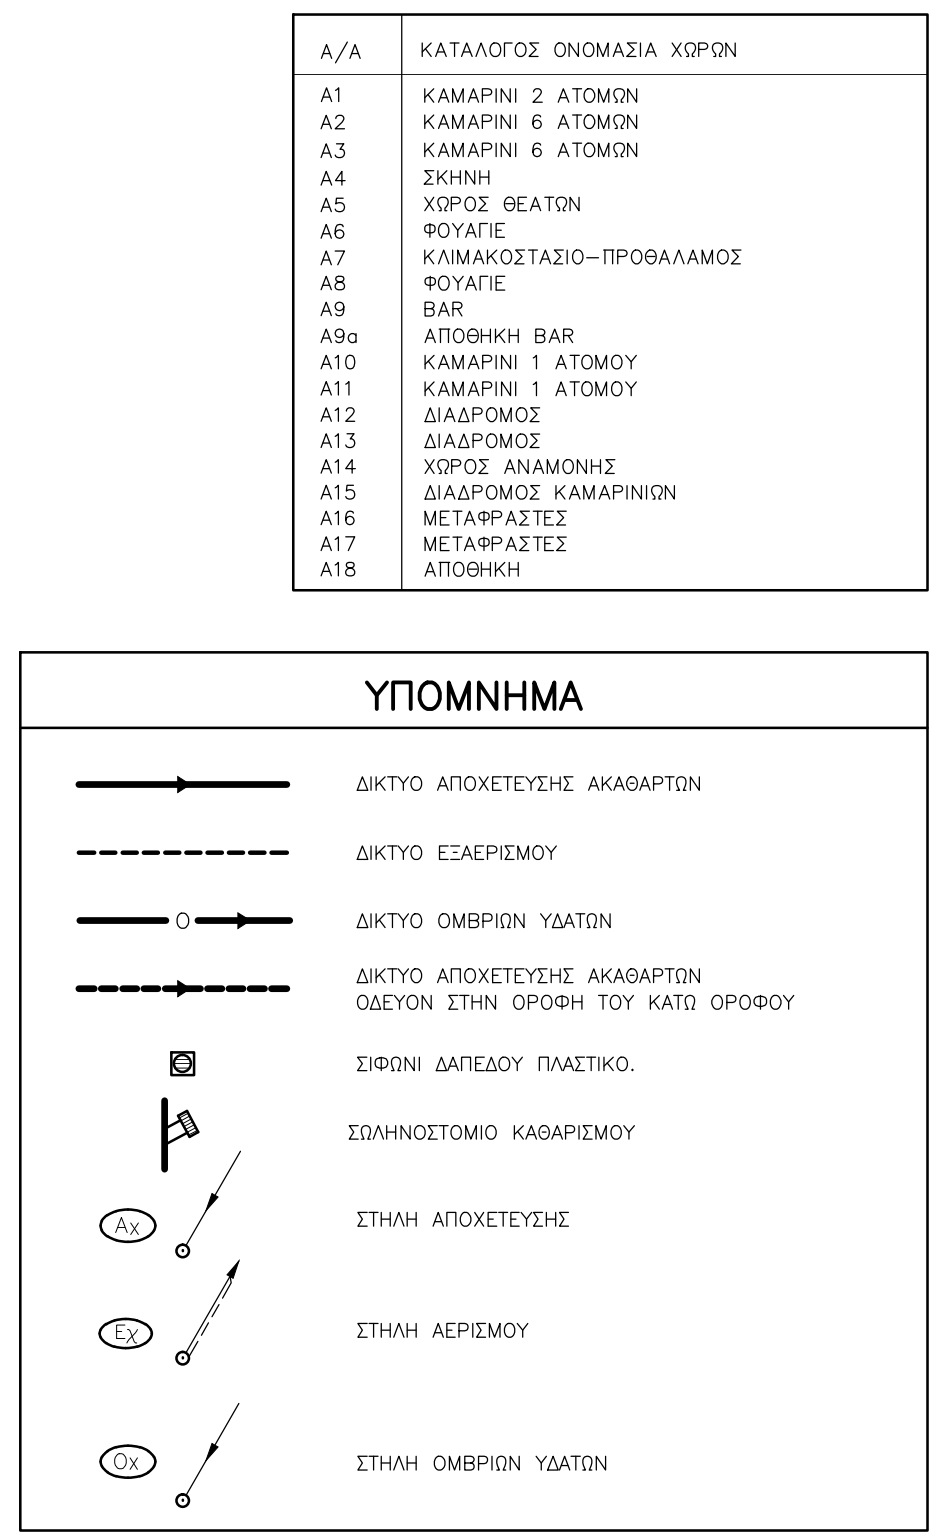 Α/Α ΚΑΤΑΛΟΓΟΣ ΟΝΟΜΑΣΙΑ ΧΩΡΩΝ
Α1 ΚΑΜΑΡΙΝΙ 2 ΑΤΟΜΩΝ
Α2 ΚΑΜΑΡΙΝΙ 6 ΑΤΟΜΩΝ
Α3 ΚΑΜΑΡΙΝΙ 6 ΑΤΟΜΩΝ
Α4 ΣΚΗΝΗ
Α5 ΧΩΡΟΣ ΘΕΑΤΩΝ
Α6 ΦΟΥΑΓΙΕ
Α7 ΚΛΙΜΑΚΟΣΤΑΣΙΟ-ΠΡΟΘΑΛΑΜΟΣ
Α8 ΦΟΥΑΓΙΕ
Α9 BAR
Α9α ΑΠΟΘΗΚΗ BAR
Α10 ΚΑΜΑΡΙΝΙ 1 ΑΤΟΜΟΥ
Α11 ΚΑΜΑΡΙΝΙ 1 ΑΤΟΜΟΥ
Α12 ΔΙΑΔΡΟΜΟΣ
Α13 ΔΙΑΔΡΟΜΟΣ
Α14 ΧΩΡΟΣ ΑΝΑΜΟΝΗΣ
Α15 ΔΙΑΔΡΟΜΟΣ ΚΑΜΑΡΙΝΙΩΝ
Α16 ΜΕΤΑΦΡΑΣΤΕΣ
Α17 ΜΕΤΑΦΡΑΣΤΕΣ
Α18 ΑΠΟΘΗΚΗ
ΥΠΟΜΝΗΜΑ
ΔΙΚΤΥΟ ΑΠΟΧΕΤΕΥΣΗΣ ΑΚΑΘΑΡΤΩΝ
ΔΙΚΤΥΟ ΕΞΑΕΡΙΣΜΟΥ
Ο ΔΙΚΤΥΟ ΟΜΒΡΙΩΝ ΥΔΑΤΩΝ
ΔΙΚΤΥΟ ΑΠΟΧΕΤΕΥΣΗΣ ΑΚΑΘΑΡΤΩΝ
ΟΔΕΥΟΝ ΣΤΗΝ ΟΡΟΦΗ ΤΟΥ ΚΑΤΩ ΟΡΟΦΟΥ
ΣΙΦΩΝΙ ΔΑΠΕΔΟΥ ΠΛΑΣΤΙΚΟ.
ΣΩΛΗΝΟΣΤΟΜΙΟ ΚΑΘΑΡΙΣΜΟΥ
Αχ ΣΤΗΛΗ ΑΠΟΧΕΤΕΥΣΗΣ
Εχ ΣΤΗΛΗ ΑΕΡΙΣΜΟΥ
Οχ ΣΤΗΛΗ ΟΜΒΡΙΩΝ ΥΔΑΤΩΝ